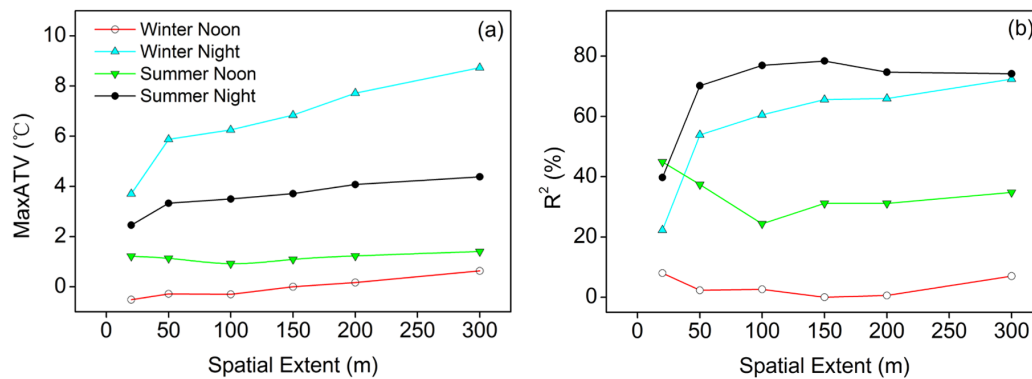 (a)
Winter Noon
Winter Night
Summer Noon
Summer Night
10
8
6
4
2
0
MaxATV (℃)
0 50 100 150 200 250 300
Spatial Extent (m)
(b)
80
60
40
20
0
R² (%)
0 50 100 150 200 250 300
Spatial Extent (m)